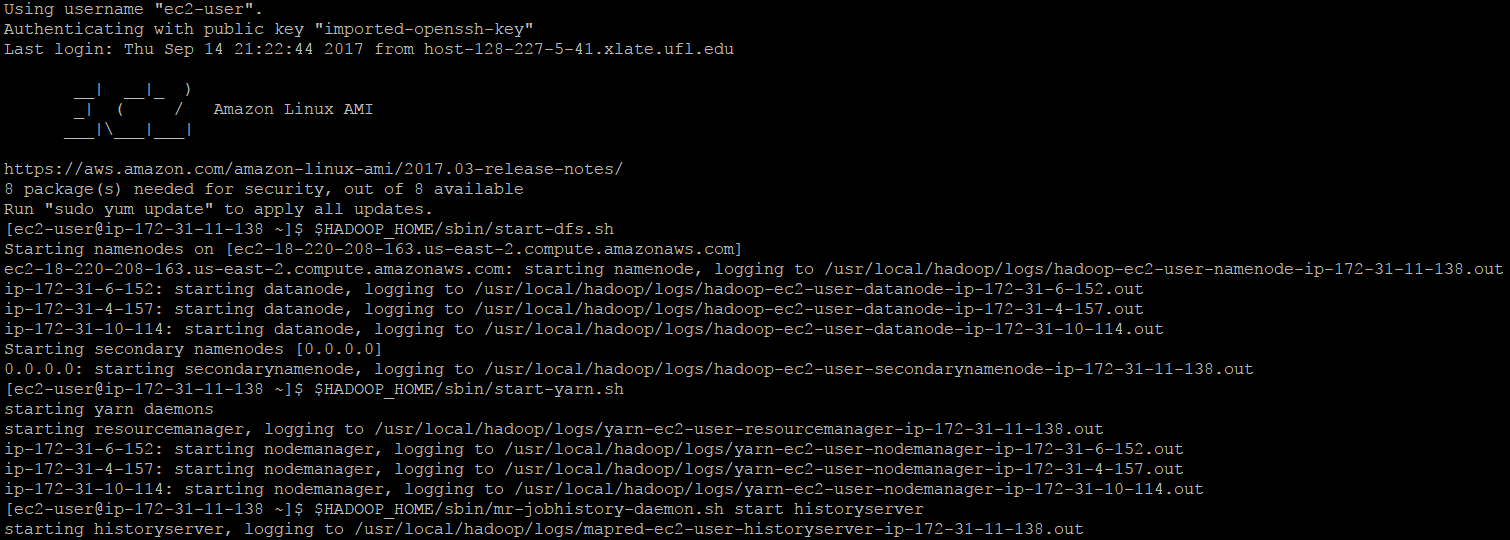 Using username "ec2-user".
Authenticating with public key "imported-openssh-key"
Last login: Thu Sep 14 21:22:44 2017 from host-128-227-5-41.xlate.ufl.edu
       __|  __|_  )
       _|  (     /   Amazon Linux AMI
      ___|\___|___|
https://aws.amazon.com/amazon-linux-ami/2017.03-release-notes/
8 package(s) needed for security, out of 8 available
Run "sudo yum update" to apply all updates.
[ec2-user@ip-172-31-11-138 ~]$ $HADOOP_HOME/sbin/start-dfs.sh
Starting namenodes on [ec2-18-220-208-163.us-east-2.compute.amazonaws.com]
ec2-18-220-208-163.us-east-2.compute.amazonaws.com: starting namenode, logging to /usr/local/hadoop/logs/hadoop-ec2-user-namenode-ip-172-31-11-138.out
ip-172-31-6-152: starting datanode, logging to /usr/local/hadoop/logs/hadoop-ec2-user-datanode-ip-172-31-6-152.out
ip-172-31-4-157: starting datanode, logging to /usr/local/hadoop/logs/hadoop-ec2-user-datanode-ip-172-31-4-157.out
ip-172-31-10-114: starting datanode, logging to /usr/local/hadoop/logs/hadoop-ec2-user-datanode-ip-172-31-10-114.out
Starting secondary namenodes [0.0.0.0]
0.0.0.0: starting secondarynamenode, logging to /usr/local/hadoop/logs/hadoop-ec2-user-secondarynamenode-ip-172-31-11-138.out
[ec2-user@ip-172-31-11-138 ~]$ $HADOOP_HOME/sbin/start-yarn.sh
starting yarn daemons
starting resourcemanager, logging to /usr/local/hadoop/logs/yarn-ec2-user-resourcemanager-ip-172-31-11-138.out
ip-172-31-6-152: starting nodemanager, logging to /usr/local/hadoop/logs/yarn-ec2-user-nodemanager-ip-172-31-6-152.out
ip-172-31-4-157: starting nodemanager, logging to /usr/local/hadoop/logs/yarn-ec2-user-nodemanager-ip-172-31-4-157.out
ip-172-31-10-114: starting nodemanager, logging to /usr/local/hadoop/logs/yarn-ec2-user-nodemanager-ip-172-31-10-114.out
[ec2-user@ip-172-31-11-138 ~]$ $HADOOP_HOME/sbin/mr-jobhistory-daemon.sh start historyserver
starting historyserver, logging to /usr/local/hadoop/logs/mapred-ec2-user-historyserver-ip-172-31-11-138.out